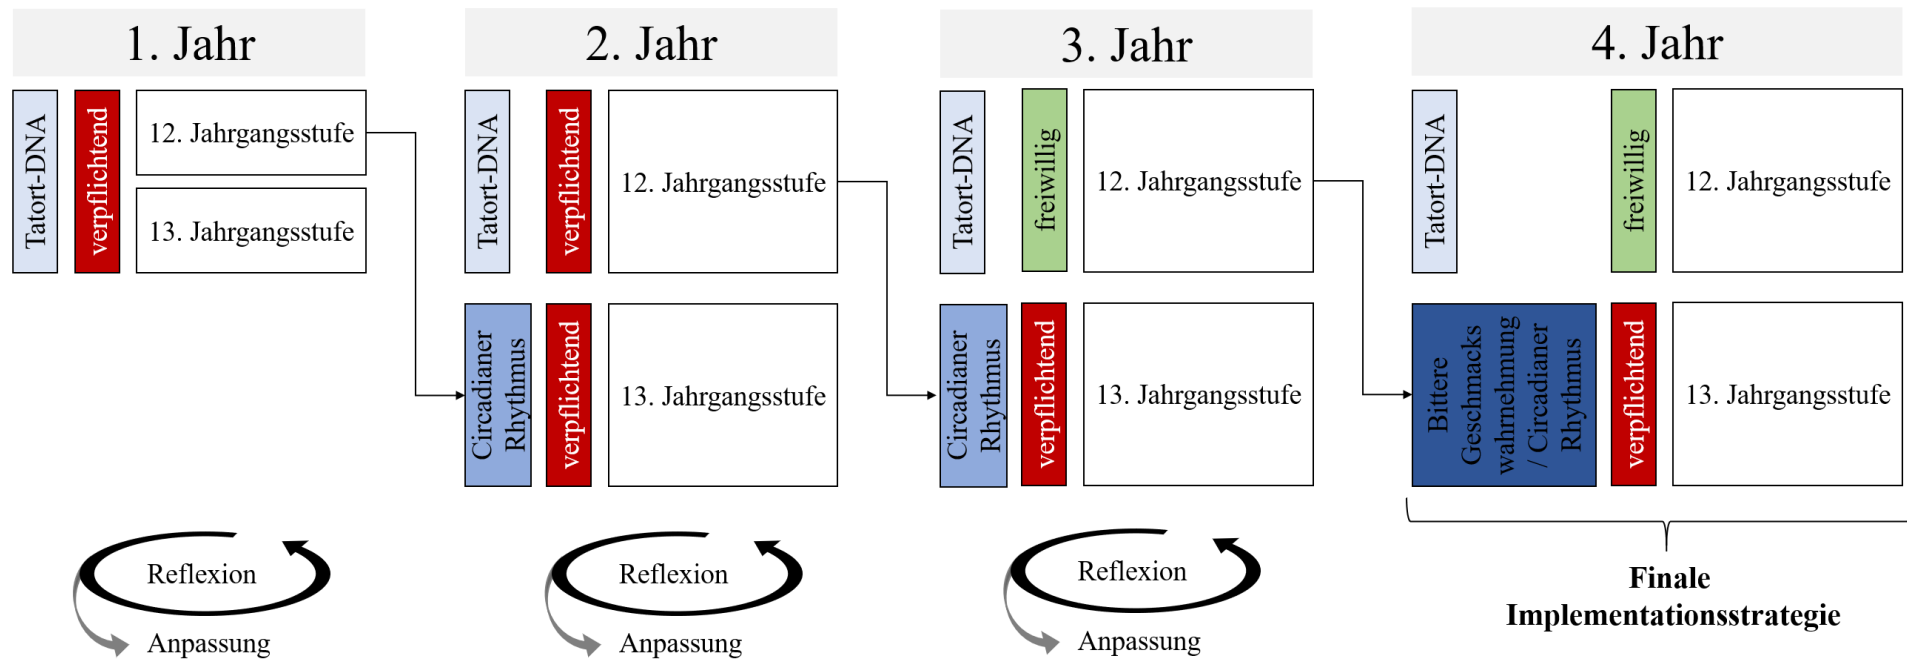 1. Jahr
Tatort-DNA
verpflichtend
12. Jahrgangsstufe
13. Jahrgangsstufe
Reflexion
Anpassung
2. Jahr
Tatort-DNA
verpflichtend
12. Jahrgangsstufe
Circadianer
Rhythmus
verpflichtend
13. Jahrgangsstufe
Reflexion
Anpassung
3. Jahr
Tatort-DNA
freiwillig
12. Jahrgangsstufe
Circadianer
Rhythmus
verpflichtend
13. Jahrgangsstufe
Reflexion
Anpassung
4. Jahr
Tatort-DNA
freiwillig
12. Jahrgangsstufe
Bittere
Geschmacks
wahrnehmung
/ Circadianer
Rhythmus
verpflichtend
13. Jahrgangsstufe
Finale
Implementationsstrategie